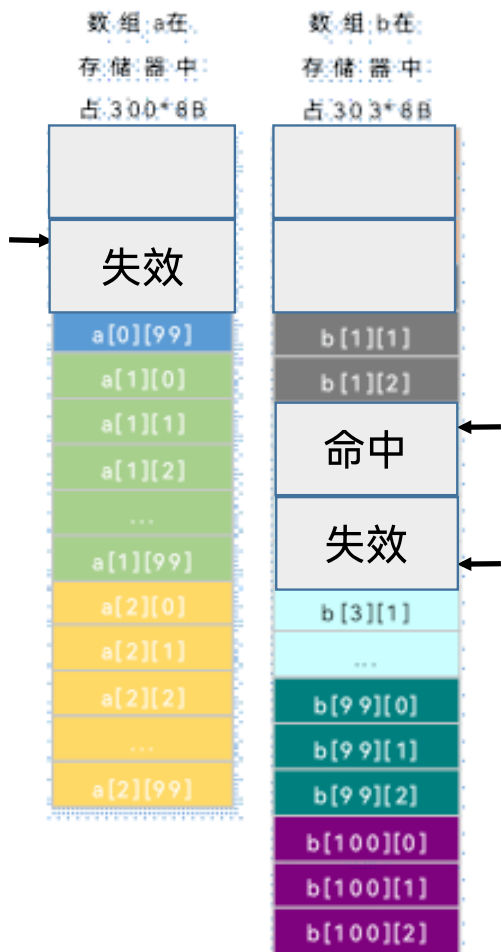 数组a在
存储器中
占300*8B
失效
a[0][99]
a[1][0]
a[1][1]
a[1][2]
...
a[1][99]
a[2][0]
a[2][1]
a[2][2]
...
a[2][99]
数组b在
存储器中
占303*8B
b[1][1]
b[1][2]
命中
失效
b[3][1]
...
b[99][0]
b[99][1]
b[99][2]
b[100][0]
b[100][1]
b[100][2]